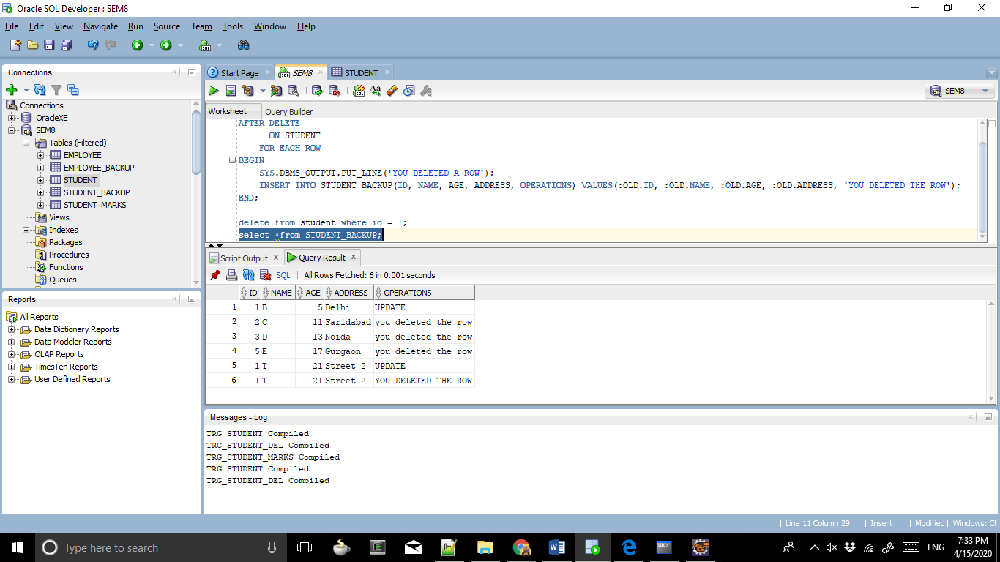 Oracle SQL Developer : SEM8
File Edit View Navigate Run Source Team Tools Window Help
Connections
Connections
OracleXE
SEM8
Tables (Filtered)
EMPLOYEE
EMPLOYEE_BACKUP
STUDENT
STUDENT_BACKUP
STUDENT_MARKS
Views
Indexes
Packages
Procedures
Functions
Queues
Reports
All Reports
Data Dictionary Reports
Data Modeler Reports
OLAP Reports
TimesTen Reports
User Defined Reports
Start Page SEM8 STUDENT
SEM8
Worksheet Query Builder
AFTER DELETE
ON STUDENT
FOR EACH ROW
BEGIN
SYS.DBMS_OUTPUT.PUT_LINE('YOU DELETED A ROW');
INSERT INTO STUDENT_BACKUP(ID, NAME, AGE, ADDRESS, OPERATIONS) VALUES(:OLD.ID, :OLD.NAME, :OLD.AGE, :OLD.ADDRESS, 'YOU DELETED THE ROW');
END;
delete from student where id = 1;
select *from STUDENT_BACKUP;
Script Output x Query Result x
SQL | All Rows Fetched: 6 in 0.001 seconds
ID NAME AGE ADDRESS OPERATIONS
1 1 B 5 Delhi UPDATE
2 2 C 11 Faridabad you deleted the row
3 3 D 13 Noida you deleted the row
4 5 E 17 Gurgaon you deleted the row
5 1 T 21 Street 2 UPDATE
6 1 T 21 Street 2 YOU DELETED THE ROW
Messages - Log
TRG_STUDENT Compiled
TRG_STUDENT_DEL Compiled
TRG_STUDENT_MARKS Compiled
TRG_STUDENT Compiled
TRG_STUDENT_DEL Compiled
| Line 11 Column 29 | Insert | Modified | Windows: CF
Type here to search
ENG
7:33 PM
4/15/2020